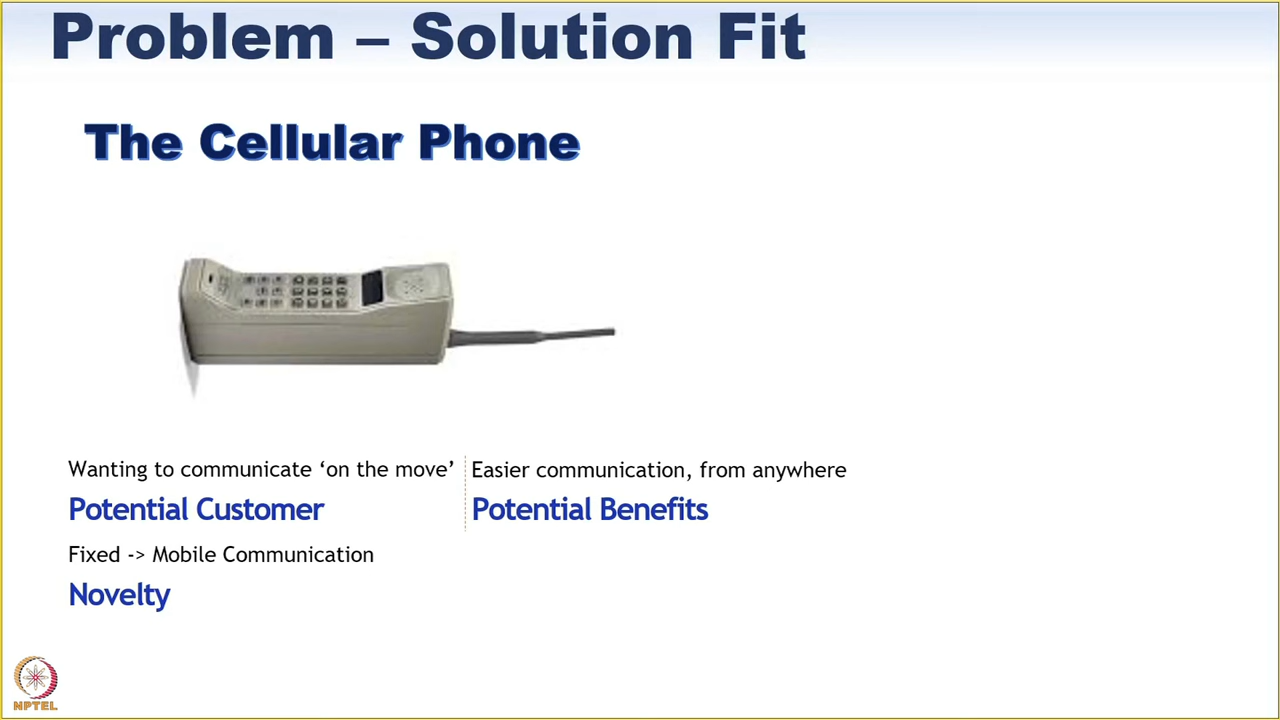 Problem – Solution Fit
The Cellular Phone
Wanting to communicate ‘on the move’
Potential Customer
Easier communication, from anywhere
Potential Benefits
Fixed -> Mobile Communication
Novelty
NPTEL